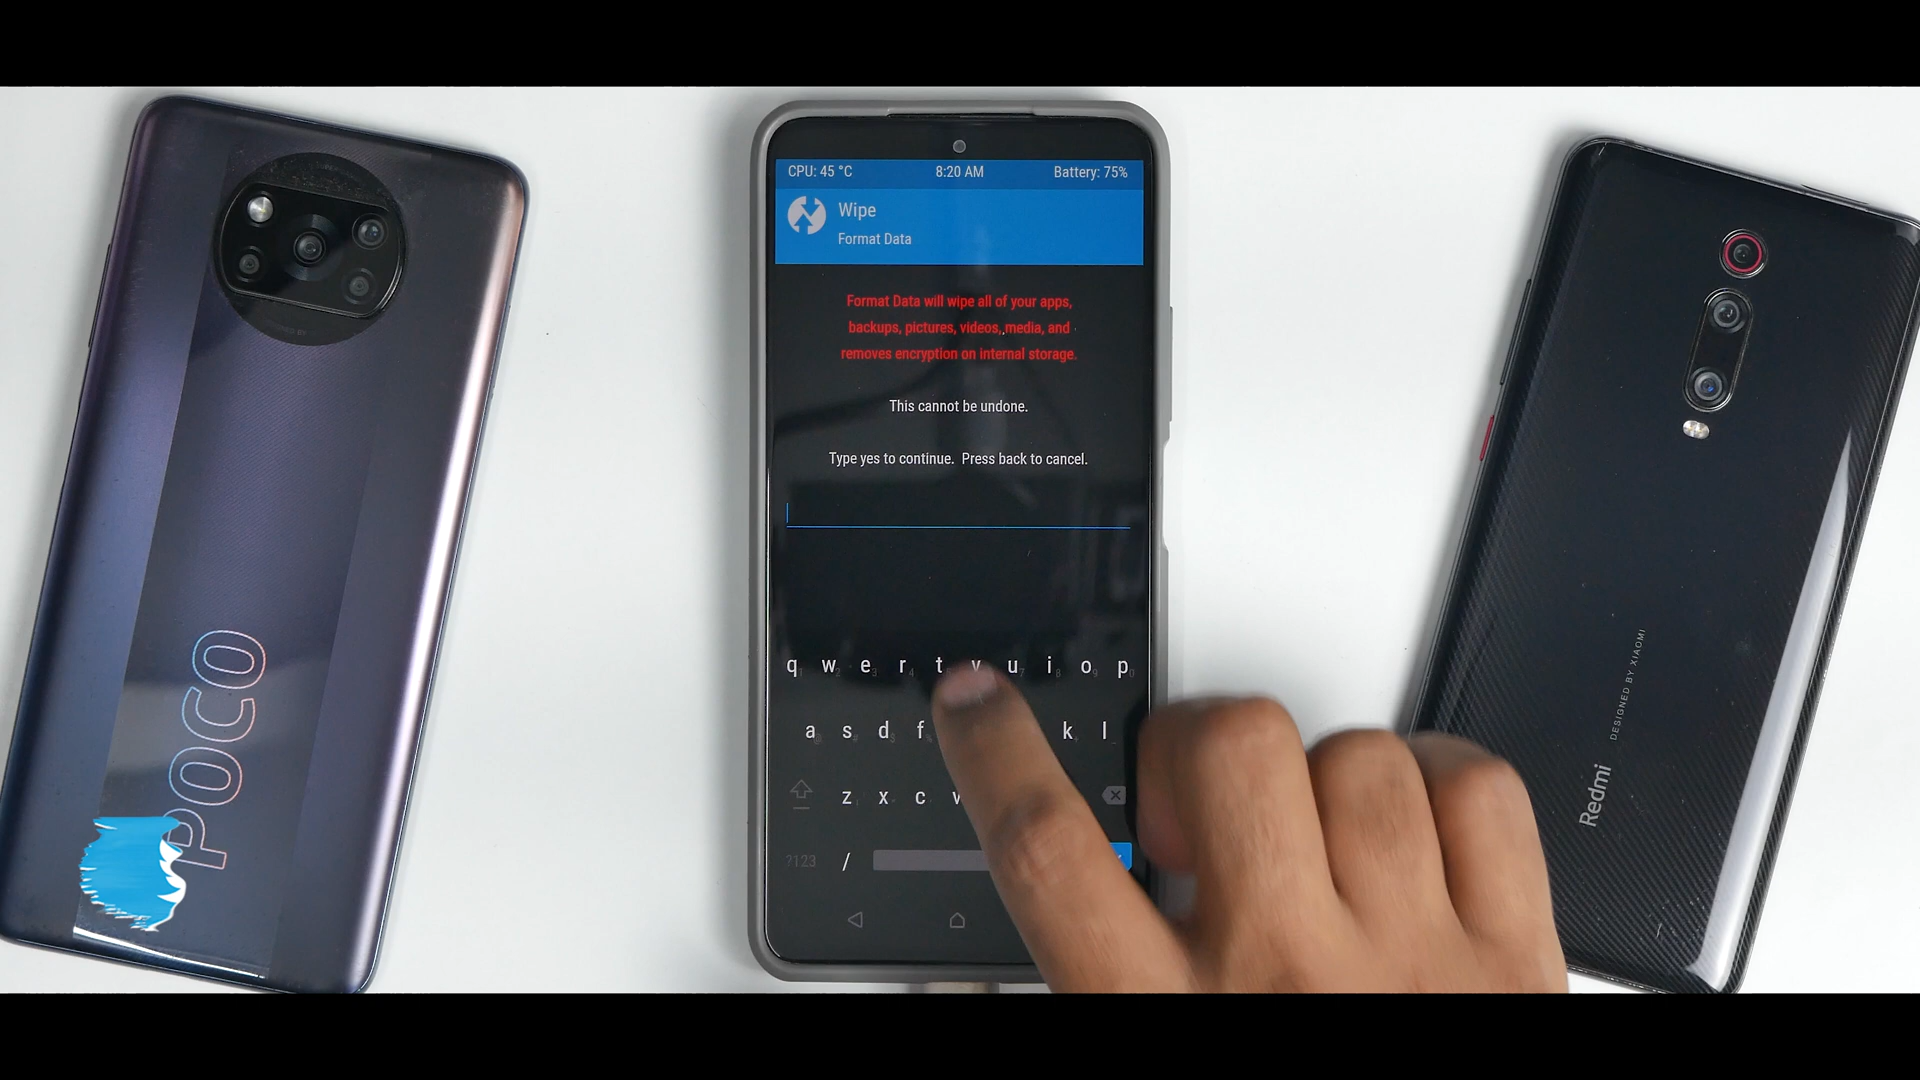 CPU: 45 °C 8:20 AM Battery: 75%
Wipe
Format Data
Format Data will wipe all of your apps,
backups, pictures, videos, media, and
removes encryption on internal storage.
This cannot be undone.
Type yes to continue. Press back to cancel.
q w e r t y u i o p
a s d f k l
z x c v
?123 /
POCO
Redmi DESIGNED BY XIAOMI